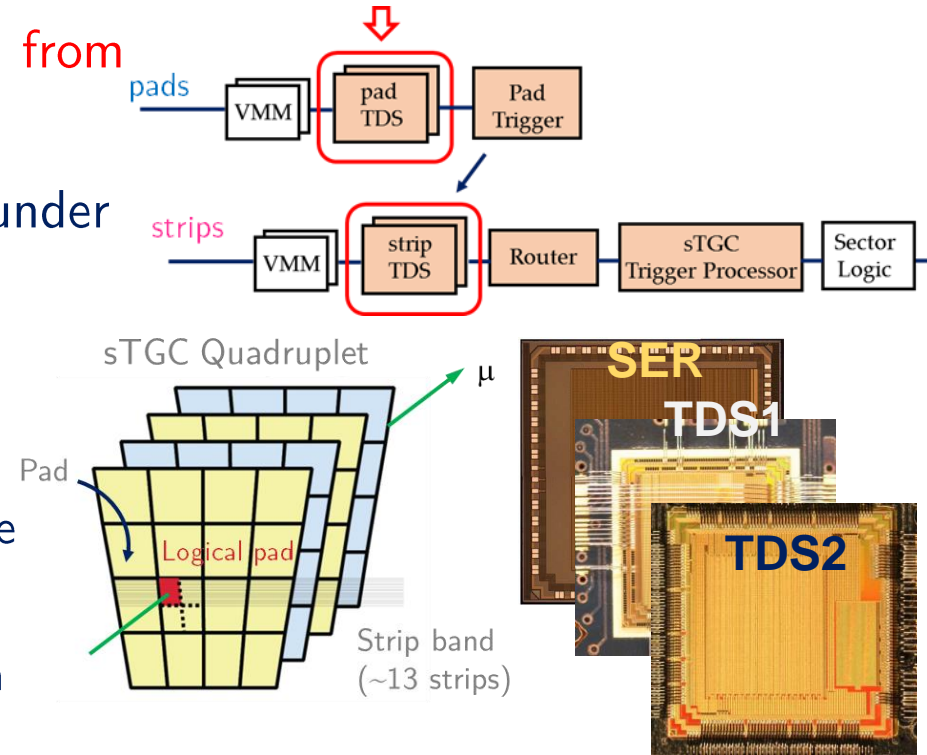 from
pads
VMM
pad
TDS
Pad
Trigger
under
strips
VMM
strip
TDS
Router
sTGC
Trigger Processor
Sector
Logic
sTGC Quadruplet
μ
Pad
Logical pad
Strip band
(~13 strips)
SER
TDS1
TDS2
e